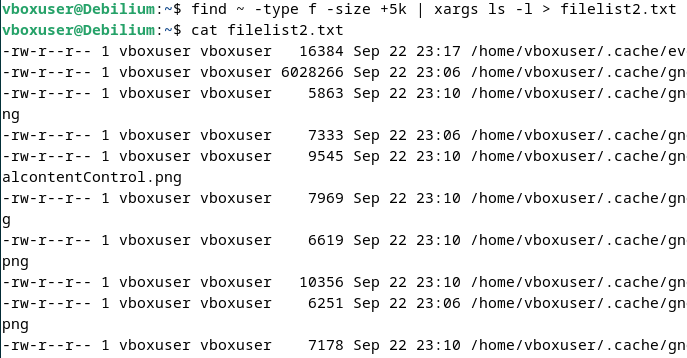 vboxuser@Debilium:~$ find ~ -type f -size +5k | xargs ls -l > filelist2.txt
vboxuser@Debilium:~$ cat filelist2.txt
-rw-r--r-- 1 vboxuser vboxuser   16384 Sep 22 23:17 /home/vboxuser/.cache/ev
-rw-r--r-- 1 vboxuser vboxuser 6028266 Sep 22 23:06 /home/vboxuser/.cache/gn
-rw-r--r-- 1 vboxuser vboxuser    5863 Sep 22 23:10 /home/vboxuser/.cache/gn
ng
-rw-r--r-- 1 vboxuser vboxuser    7333 Sep 22 23:06 /home/vboxuser/.cache/gn
-rw-r--r-- 1 vboxuser vboxuser    9545 Sep 22 23:10 /home/vboxuser/.cache/gn
alcontentControl.png
-rw-r--r-- 1 vboxuser vboxuser    7969 Sep 22 23:10 /home/vboxuser/.cache/gn
g
-rw-r--r-- 1 vboxuser vboxuser    6619 Sep 22 23:10 /home/vboxuser/.cache/gn
png
-rw-r--r-- 1 vboxuser vboxuser   10356 Sep 22 23:10 /home/vboxuser/.cache/gn
-rw-r--r-- 1 vboxuser vboxuser    6251 Sep 22 23:06 /home/vboxuser/.cache/gn
png
-rw-r--r-- 1 vboxuser vboxuser    7178 Sep 22 23:10 /home/vboxuser/.cache/gn